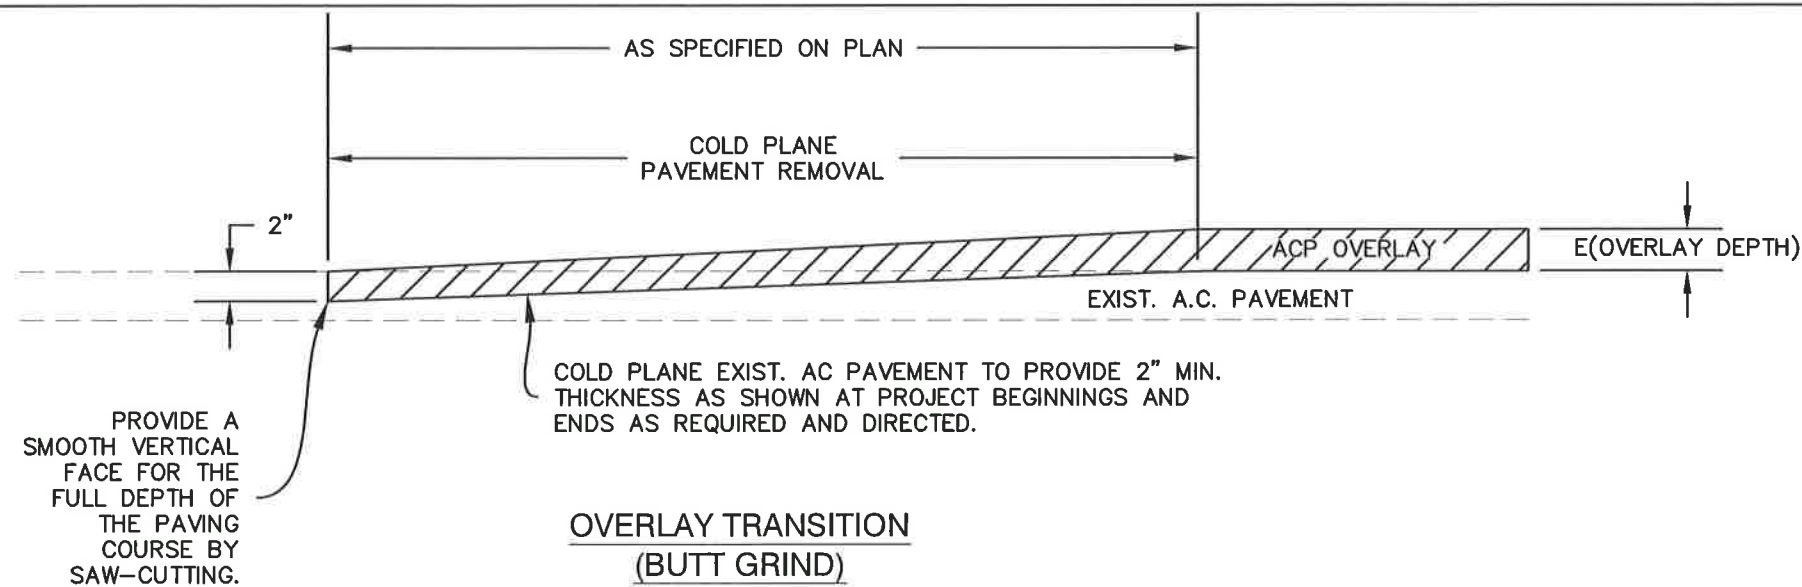 AS SPECIFIED ON PLAN
COLD PLANE
PAVEMENT REMOVAL
2"
ACP OVERLAY
E(OVERLAY DEPTH)
EXIST. A.C. PAVEMENT
COLD PLANE EXIST. AC PAVEMENT TO PROVIDE 2" MIN.
THICKNESS AS SHOWN AT PROJECT BEGINNINGS AND
ENDS AS REQUIRED AND DIRECTED.
PROVIDE A
SMOOTH VERTICAL
FACE FOR THE
FULL DEPTH OF
THE PAVING
COURSE BY
SAW-CUTTING.
OVERLAY TRANSITION
(BUTT GRIND)